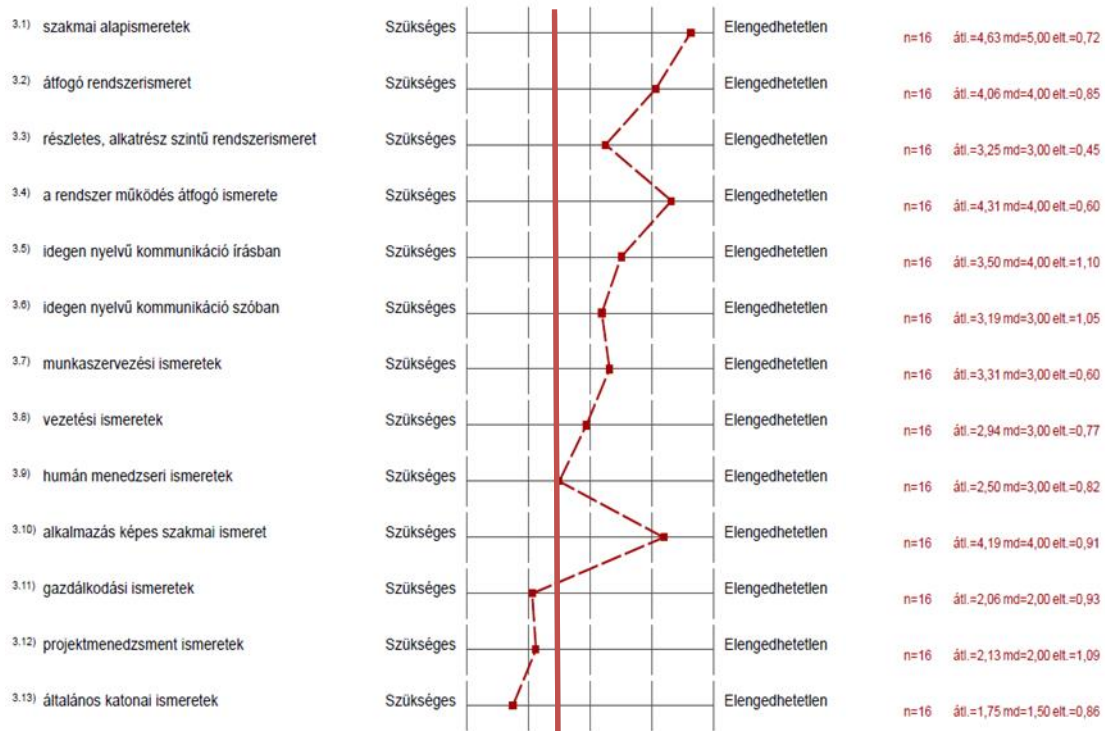 3.1) szakmai alapismeretek Szükséges Elengedhetetlen n=16 átl.=4,63 md=5,00 elt.=0,72
3.2) átfogó rendszerismeret Szükséges Elengedhetetlen n=16 átl.=4,06 md=4,00 elt.=0,85
3.3) részletes, alkatrész szintű rendszerismeret Szükséges Elengedhetetlen n=16 átl.=3,25 md=3,00 elt.=0,45
3.4) a rendszer működés átfogó ismerete Szükséges Elengedhetetlen n=16 átl.=4,31 md=4,00 elt.=0,60
3.5) idegen nyelvű kommunikáció írásban Szükséges Elengedhetetlen n=16 átl.=3,50 md=4,00 elt.=1,10
3.6) idegen nyelvű kommunikáció szóban Szükséges Elengedhetetlen n=16 átl.=3,19 md=3,00 elt.=1,05
3.7) munkaszervezési ismeretek Szükséges Elengedhetetlen n=16 átl.=3,31 md=3,00 elt.=0,60
3.8) vezetési ismeretek Szükséges Elengedhetetlen n=16 átl.=2,94 md=3,00 elt.=0,77
3.9) humán menedzseri ismeretek Szükséges Elengedhetetlen n=16 átl.=2,50 md=3,00 elt.=0,82
3.10) alkalmazás képes szakmai ismeret Szükséges Elengedhetetlen n=16 átl.=4,19 md=4,00 elt.=0,91
3.11) gazdálkodási ismeretek Szükséges Elengedhetetlen n=16 átl.=2,06 md=2,00 elt.=0,93
3.12) projektmenedzsment ismeretek Szükséges Elengedhetetlen n=16 átl.=2,13 md=2,00 elt.=1,09
3.13) általános katonai ismeretek Szükséges Elengedhetetlen n=16 átl.=1,75 md=1,50 elt.=0,86